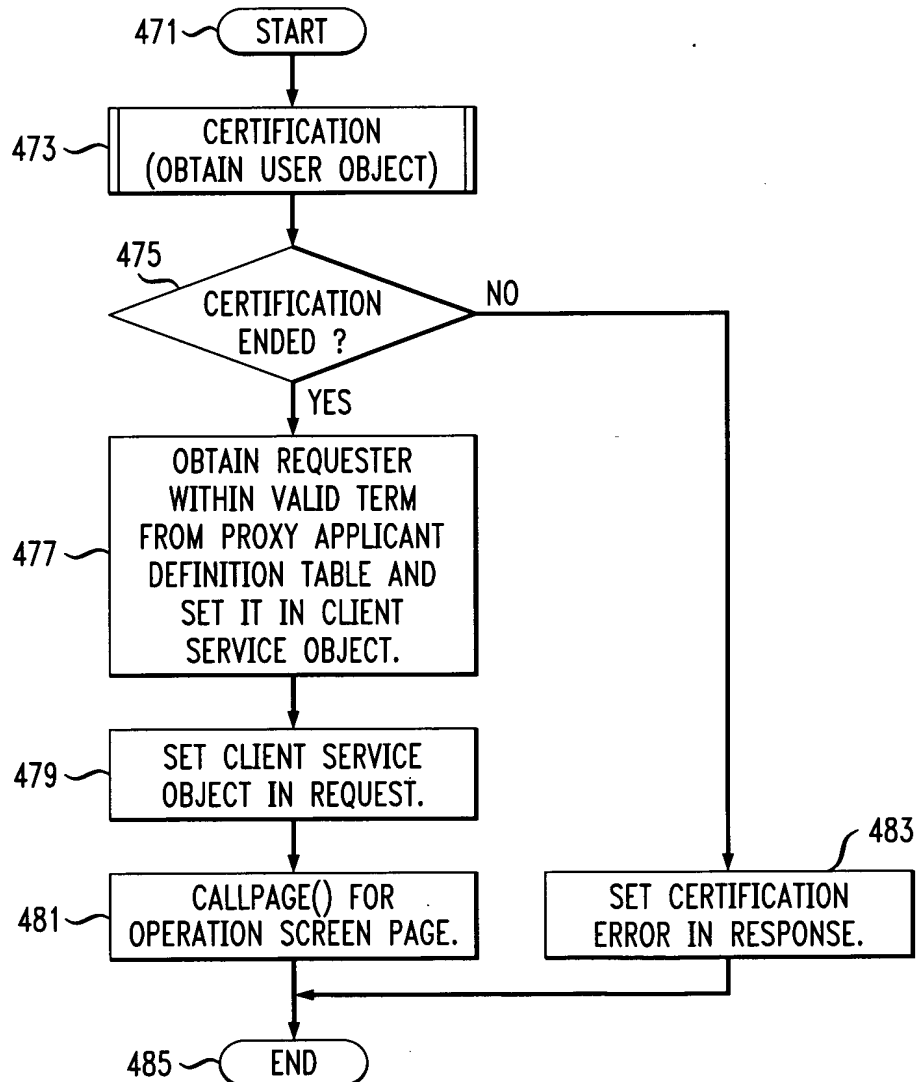 471
START
473
CERTIFICATION
(OBTAIN USER OBJECT)
475
CERTIFICATION
ENDED ?
NO
YES
477
OBTAIN REQUESTER
WITHIN VALID TERM
FROM PROXY APPLICANT
DEFINITION TABLE AND
SET IT IN CLIENT
SERVICE OBJECT.
479
SET CLIENT SERVICE
OBJECT IN REQUEST.
481
CALLPAGE() FOR
OPERATION SCREEN PAGE.
483
SET CERTIFICATION
ERROR IN RESPONSE.
485
END